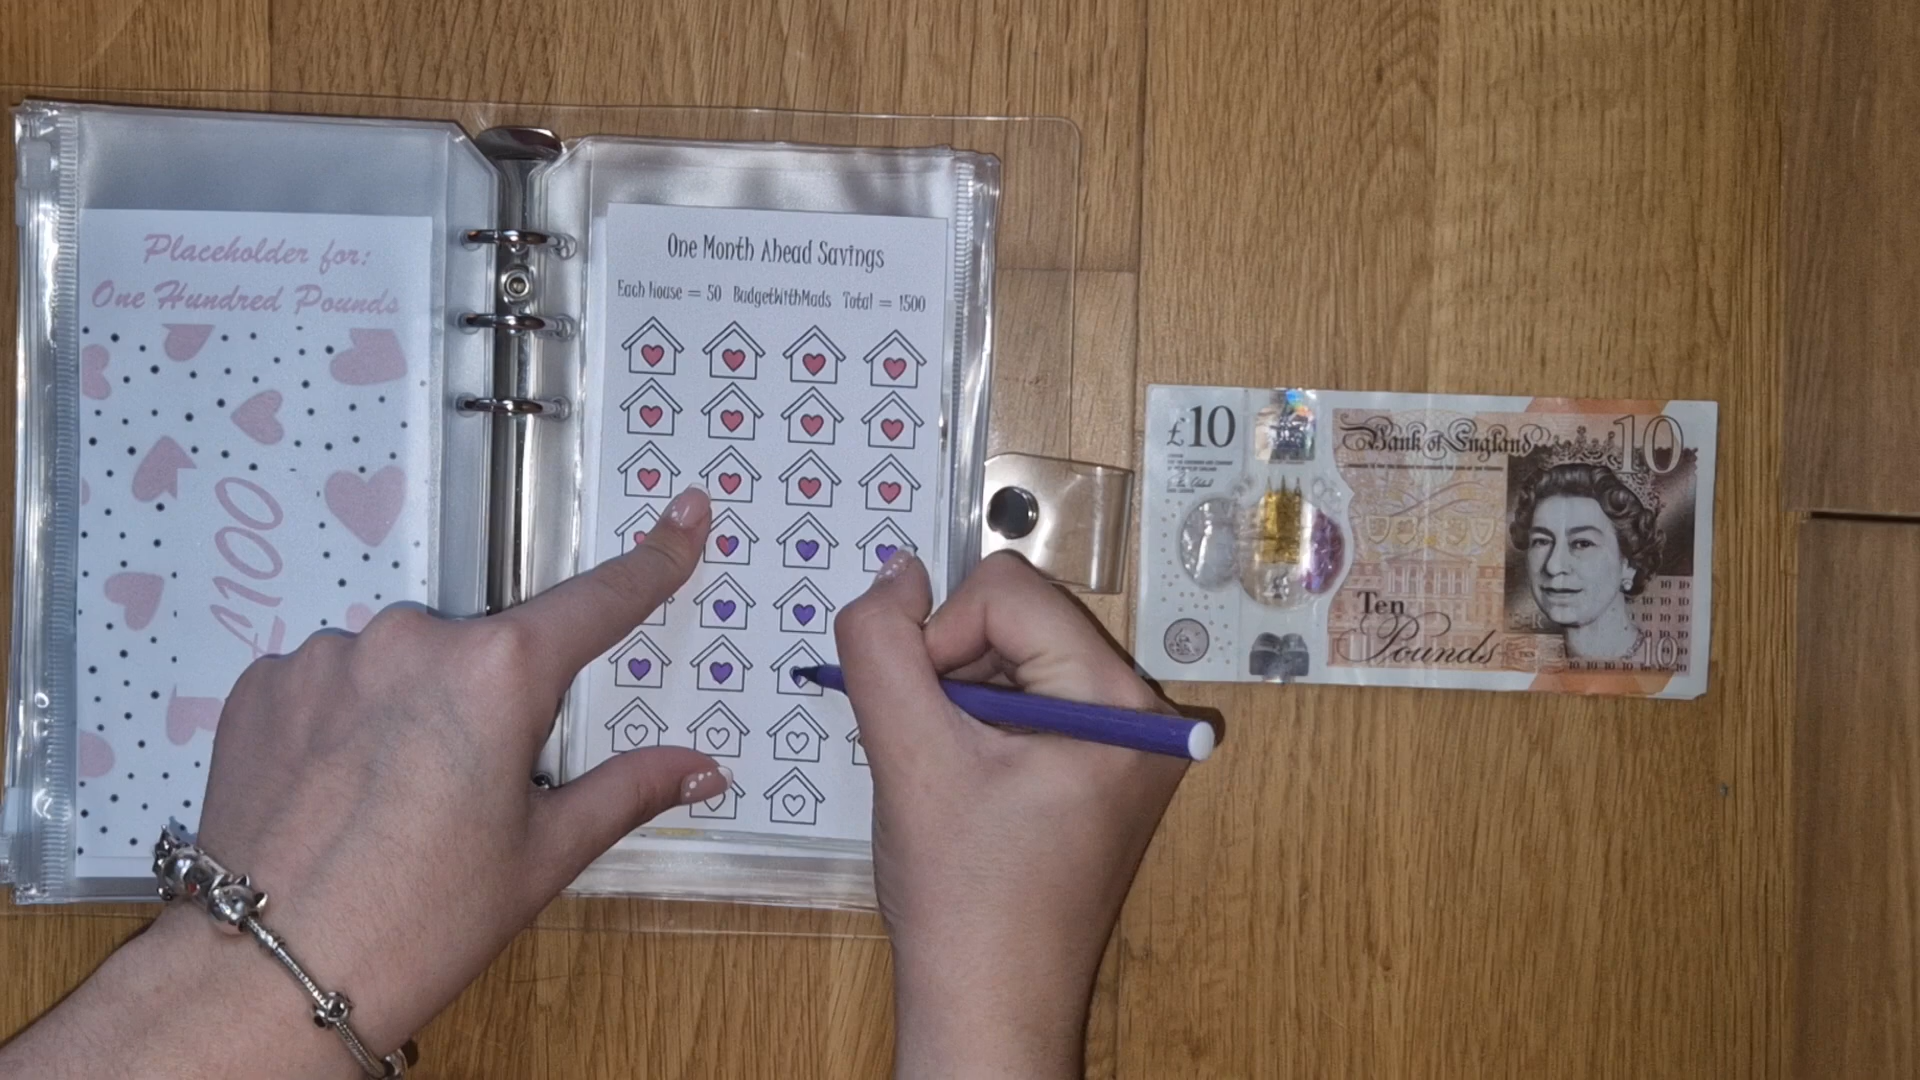 Placeholder for:
One Hundred Pounds
£100
One Month Ahead Savings
Each house = 50 BudgetWithMads Total = 1500
£10
Bank of England
10
Ten
Pounds
10